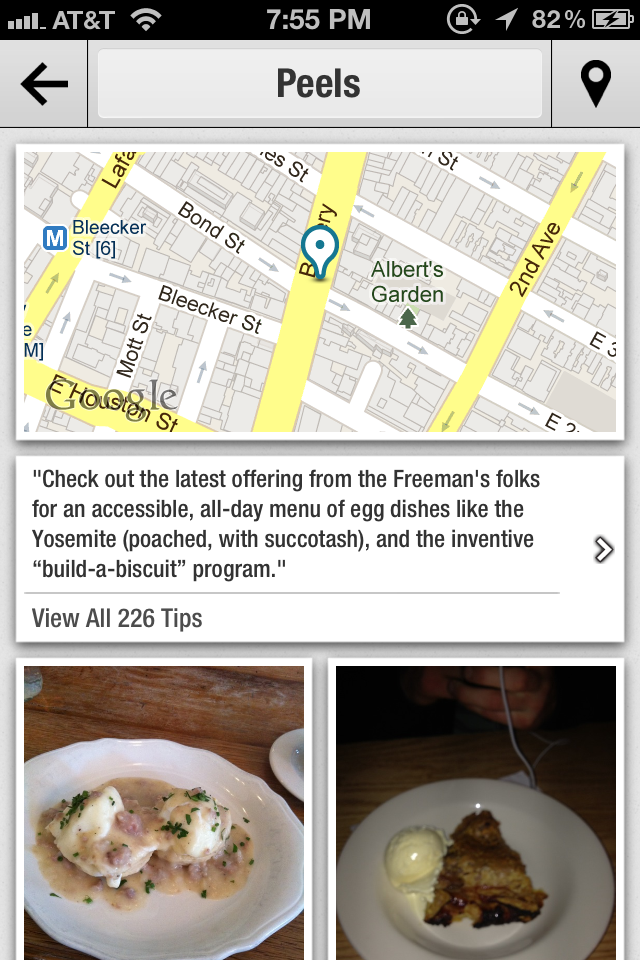 AT&T 7:55 PM 82%
Peels
Lafa
es St
n St
Bleecker
St [6]
M
Bond St
B ery
2nd Ave
Albert's
Garden
Bleecker St
Mott St
e
M]
E 3
E Houston St
Google
E 2
"Check out the latest offering from the Freeman's folks
for an accessible, all-day menu of egg dishes like the
Yosemite (poached, with succotash), and the inventive
“build-a-biscuit” program."
View All 226 Tips